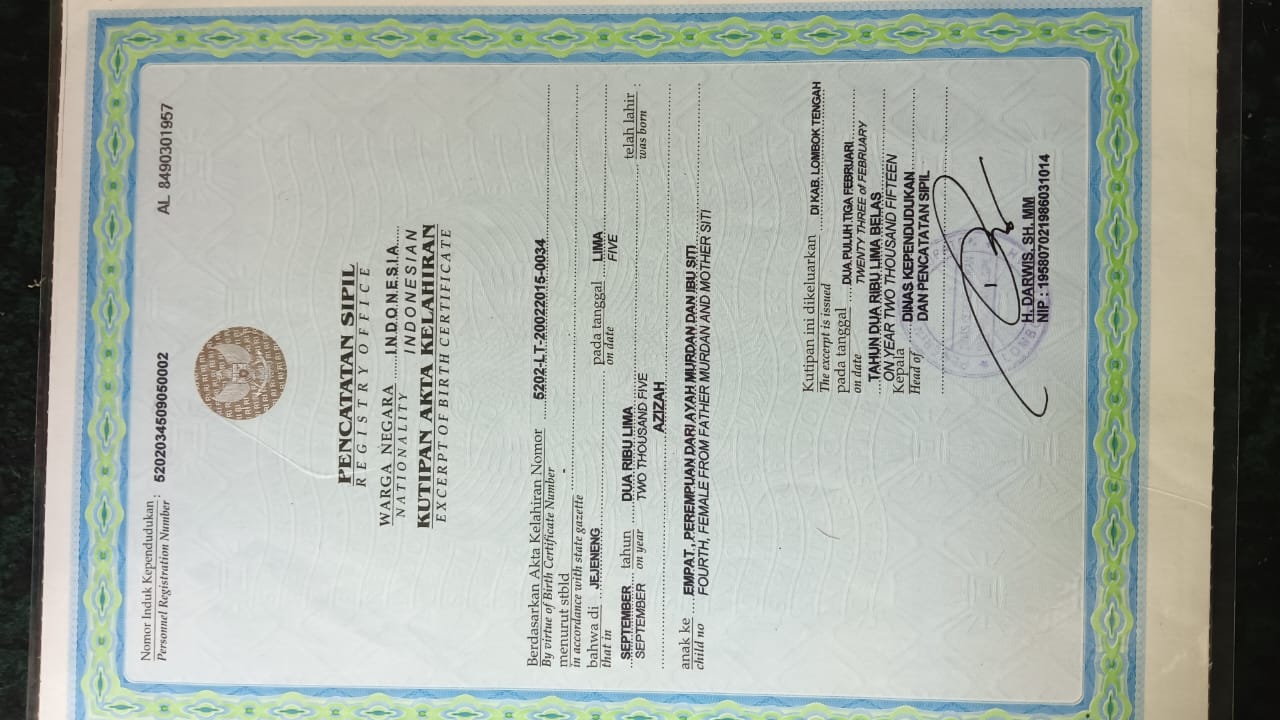 Nomor Induk Kependudukan : 5202034509050002 AL 8490301957
Personnel Registration Number
PENCATATAN SIPIL
REGISTRY OFFICE
WARGA NEGARA ....I.N.D.O.N.E.S.I.A.....
NATIONALITY INDONESIAN
KUTIPAN AKTA KELAHIRAN
EXCERPT OF BIRTH CERTIFICATE
Berdasarkan Akta Kelahiran Nomor 5202-LT-20022015-0034
By virtue of Birth Certificate Number
menurut stbld -
in accordance with state gazette
bahwa di JEJENENG pada tanggal LIMA telah lahir :
that in on date FIVE was born
SEPTEMBER tahun DUA RIBU LIMA
SEPTEMBER on year TWO THOUSAND FIVE
AZIZAH
anak ke EMPAT., PEREMPUAN DARI AYAH MURDAN DAN IBU SITI
child no FOURTH, FEMALE FROM FATHER MURDAN AND MOTHER SITI
Kutipan ini dikeluarkan DI KAB. LOMBOK TENGAH
The excerpt is issued
pada tanggal DUA PULUH TIGA FEBRUARI
on date TWENTY THREE of FEBRUARY
TAHUN DUA RIBU LIMA BELAS
ON YEAR TWO THOUSAND FIFTEEN
Kepala DINAS KEPENDUDUKAN
Head of DAN PENCATATAN SIPIL
H.DARWIS, SH. MM
NIP : 195807021986031014